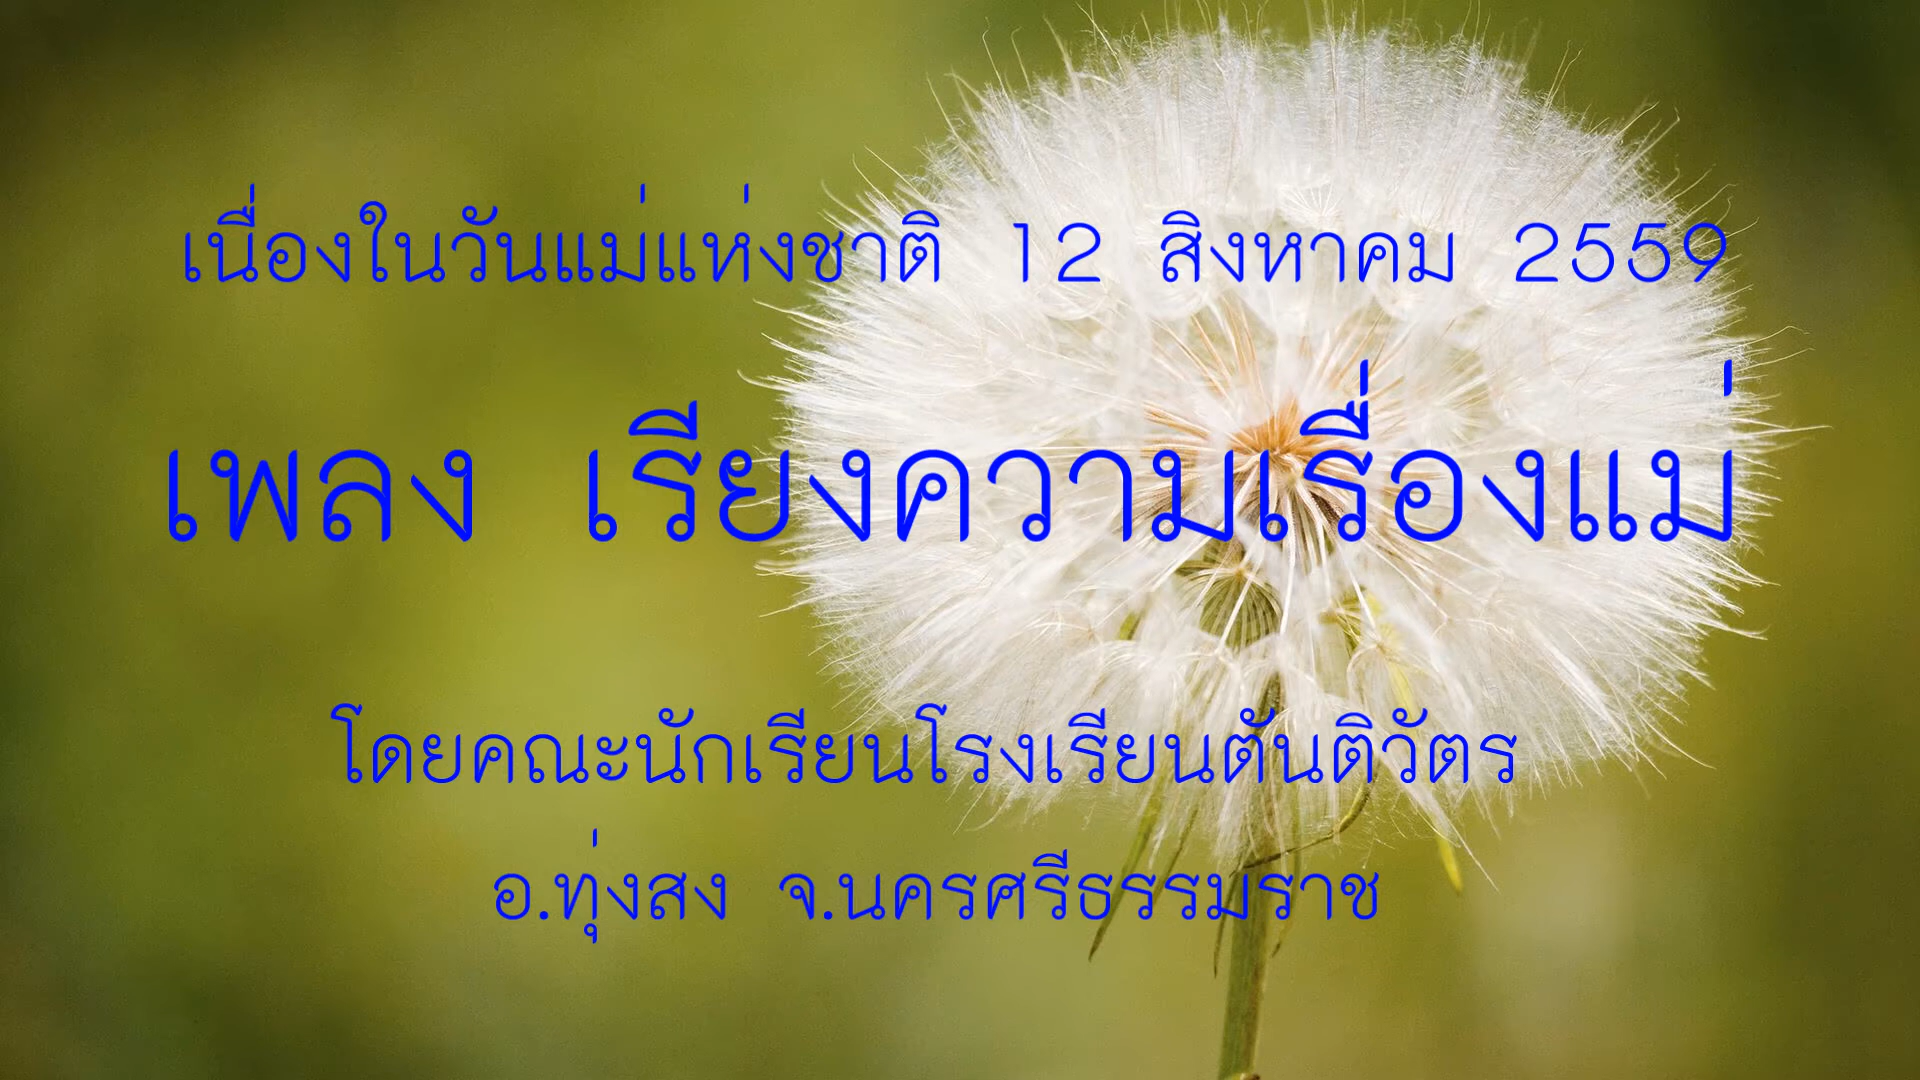 เนื่องในวันแม่แห่งชาติ 12 สิงหาคม 2559
เพลง เรียงความเรื่องแม่
โดยคณะนักเรียนโรงเรียนตันติวัตร
อ.ทุ่งสง จ.นครศรีธรรมราช